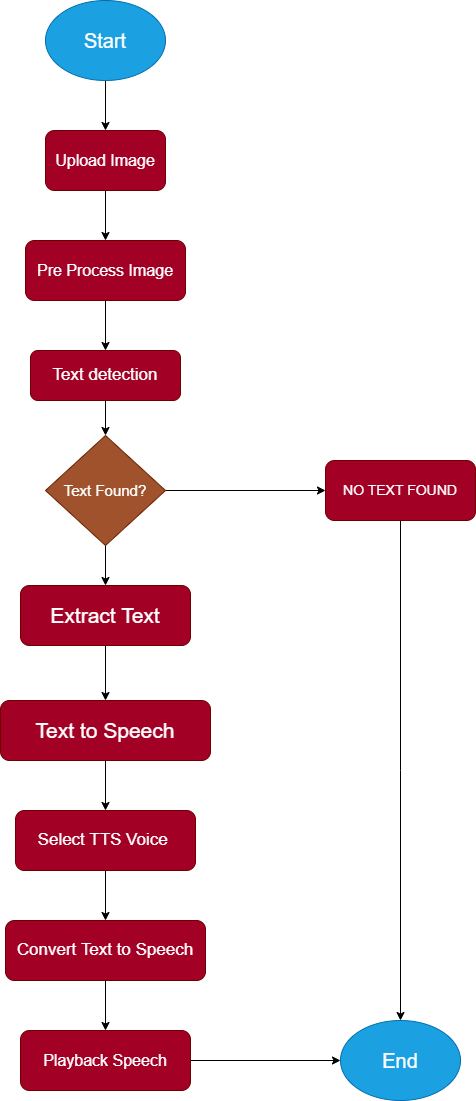 Start
Upload Image
Pre Process Image
Text detection
Text Found?
NO TEXT FOUND
Extract Text
Text to Speech
Select TTS Voice
Convert Text to Speech
Playback Speech
End